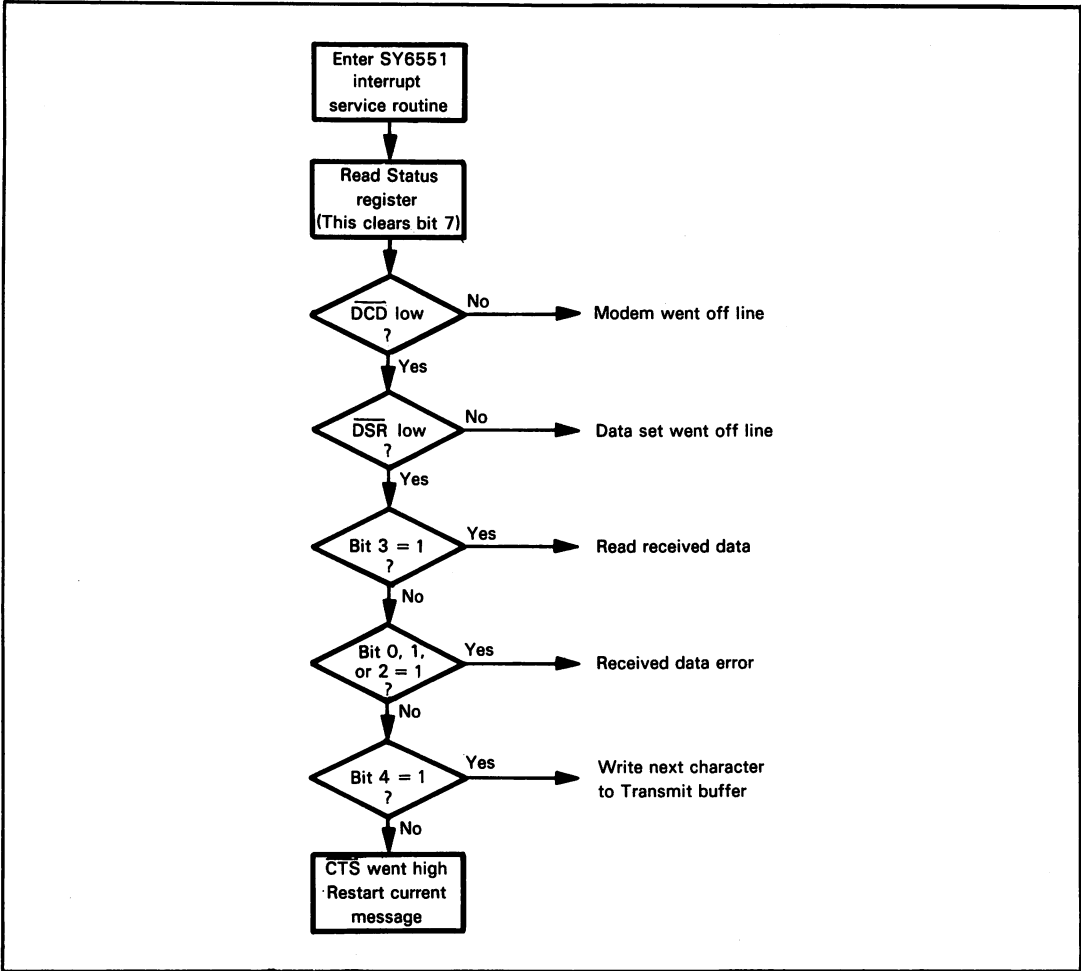 Enter SY6551
interrupt
service routine
Read Status
register
(This clears bit 7)
D̅C̅D̅ low
?
No
Modem went off line
Yes
D̅S̅R̅ low
?
No
Data set went off line
Yes
Bit 3 = 1
?
Yes
Read received data
No
Bit 0, 1,
or 2 = 1
?
Yes
Received data error
No
Bit 4 = 1
?
Yes
Write next character
to Transmit buffer
No
C̅T̅S̅ went high
Restart current
message